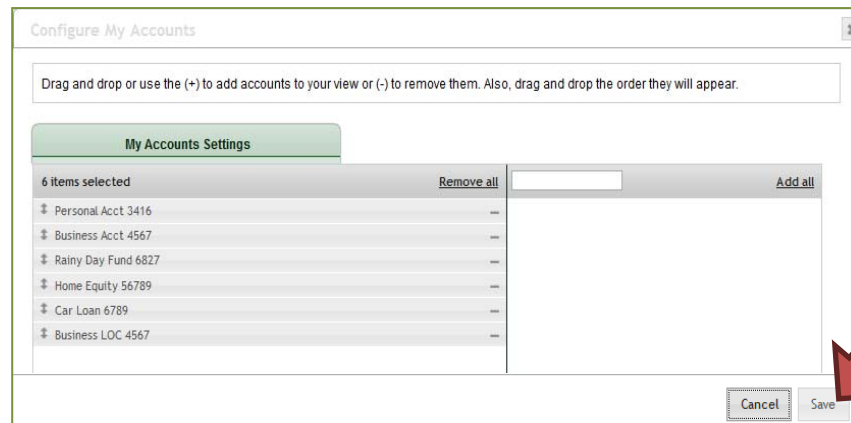 Configure My Accounts
Drag and drop or use the (+) to add accounts to your view or (-) to remove them. Also, drag and drop the order they will appear.
My Accounts Settings
6 items selected Remove all Add all
Personal Acct 3416
Business Acct 4567
Rainy Day Fund 6827
Home Equity 56789
Car Loan 6789
Business LOC 4567
Cancel Save